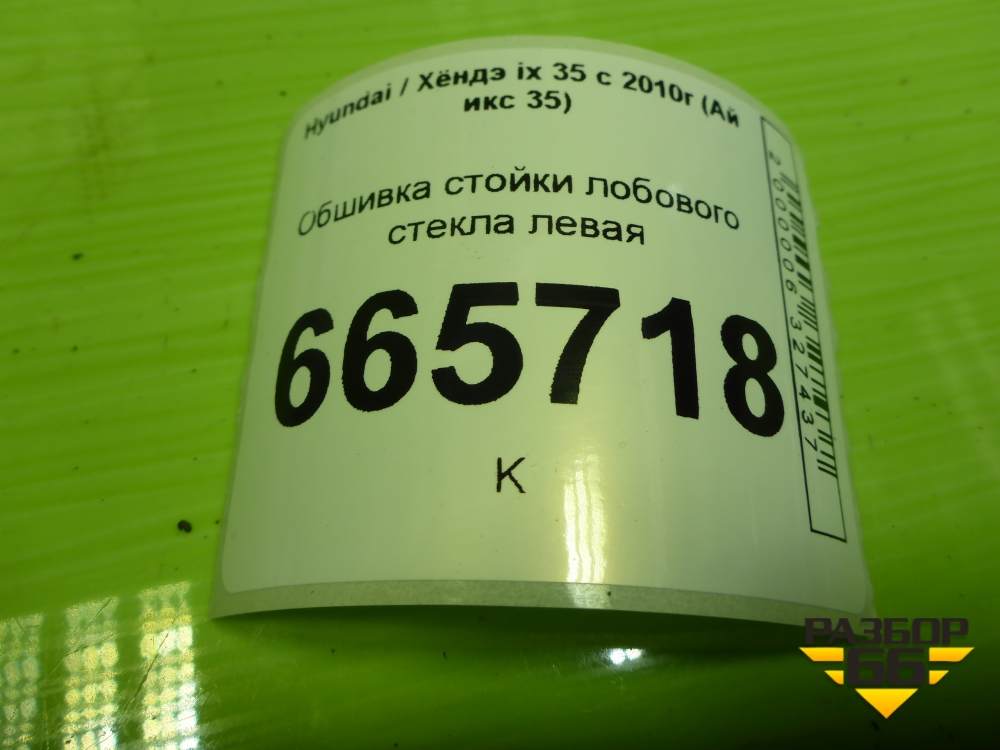 Hyundai / Хёндэ ix 35 с 2010г (Ай
икс 35)
Обшивка стойки лобового
стекла левая
665718
К
2000006327437
РАЗБОР
66